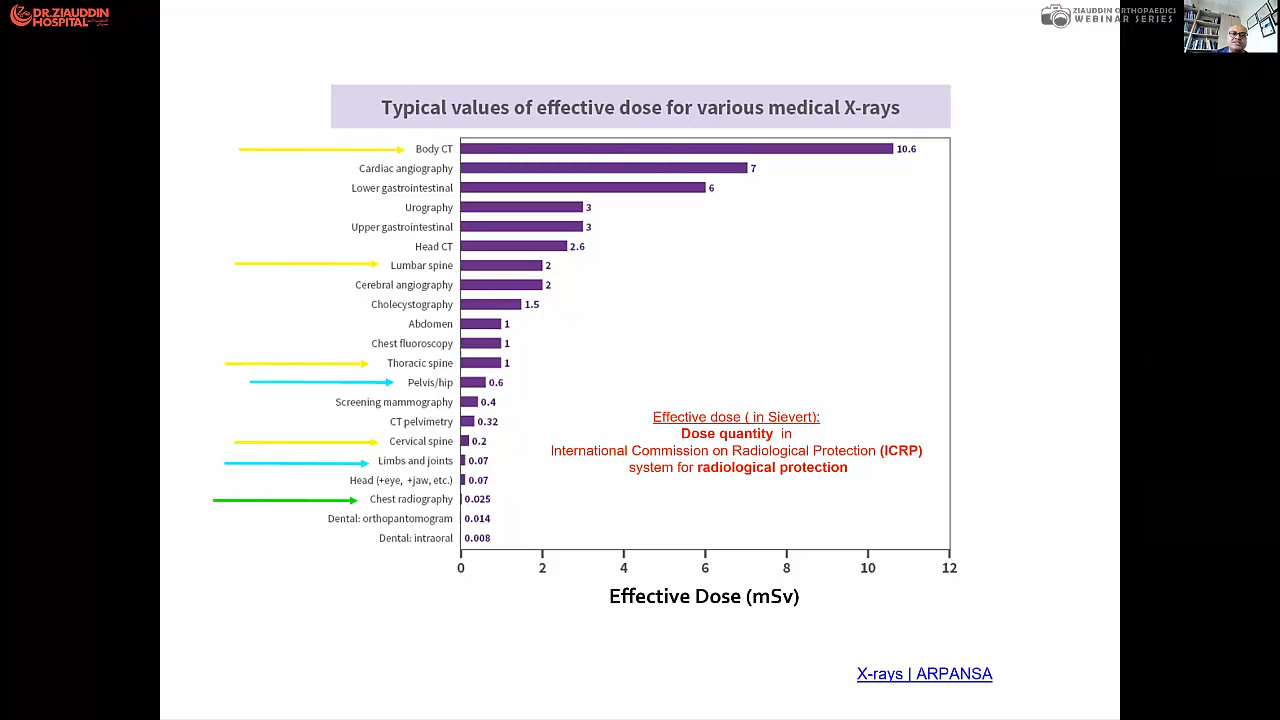 DR.ZIAUDDIN
HOSPITAL
ZIAUDDIN ORTHOPAEDICS
WEBINAR SERIES
Typical values of effective dose for various medical X-rays
Body CT 10.6
Cardiac angiography 7
Lower gastrointestinal 6
Urography 3
Upper gastrointestinal 3
Head CT 2.6
Lumbar spine 2
Cerebral angiography 2
Cholecystography 1.5
Abdomen 1
Chest fluoroscopy 1
Thoracic spine 1
Pelvis/hip 0.6
Screening mammography 0.4
CT pelvimetry 0.32
Cervical spine 0.2
Limbs and joints 0.07
Head (+eye, +jaw, etc.) 0.07
Chest radiography 0.025
Dental: orthopantomogram 0.014
Dental: intraoral 0.008
Effective dose ( in Sievert):
Dose quantity in
International Commission on Radiological Protection (ICRP)
system for radiological protection
0 2 4 6 8 10 12
Effective Dose (mSv)
X-rays | ARPANSA